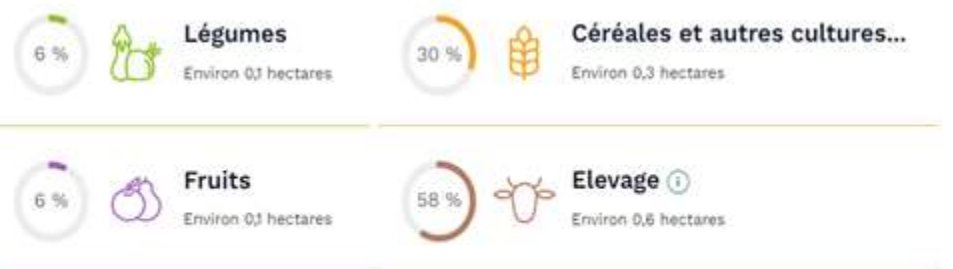 6 %
Légumes
Environ 0,1 hectares
30 %
Céréales et autres cultures...
Environ 0,3 hectares
6 %
Fruits
Environ 0,1 hectares
58 %
Elevage
Environ 0,6 hectares